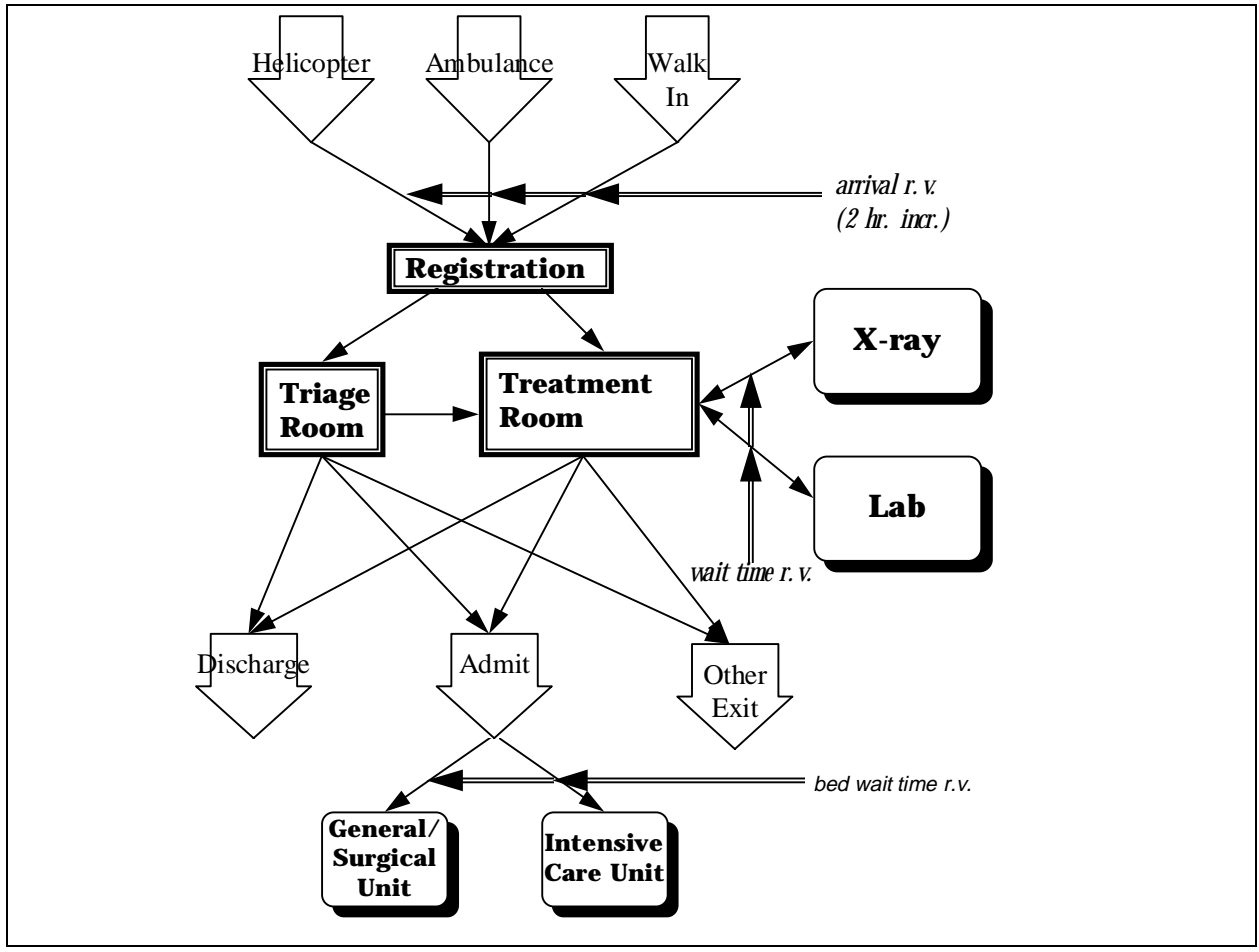 Helicopter
Ambulance
Walk
In
arrival r. v.
(2 hr. incr.)
Registration
X-ray
Triage
Room
Treatment
Room
Lab
wait time r. v.
Discharge
Admit
Other
Exit
bed wait time r.v.
General/
Surgical
Unit
Intensive
Care Unit